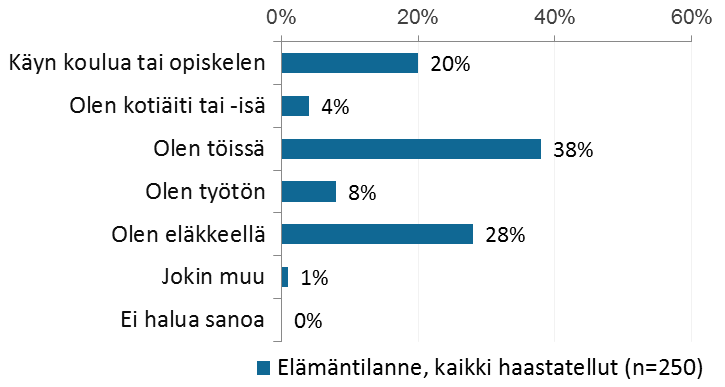 0% 20% 40% 60%
Käyn koulua tai opiskelen 20%
Olen kotiäiti tai -isä 4%
Olen töissä 38%
Olen työtön 8%
Olen eläkkeellä 28%
Jokin muu 1%
Ei halua sanoa 0%
Elämäntilanne, kaikki haastatellut (n=250)